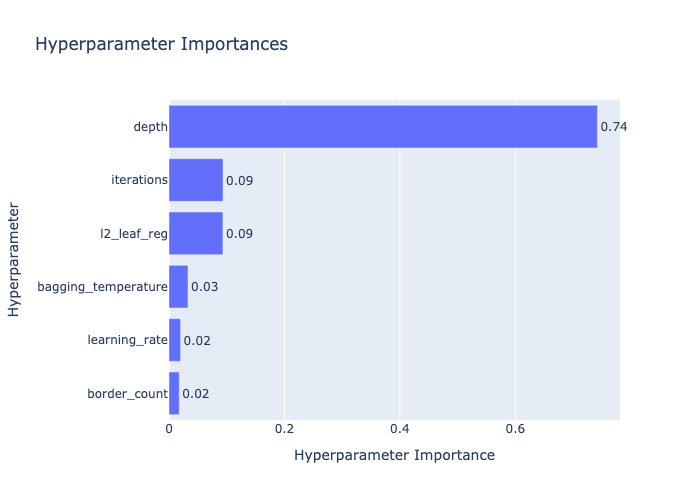 Hyperparameter Importances
Hyperparameter
depth 0.74
iterations 0.09
l2_leaf_reg 0.09
bagging_temperature 0.03
learning_rate 0.02
border_count 0.02
0 0.2 0.4 0.6
Hyperparameter Importance